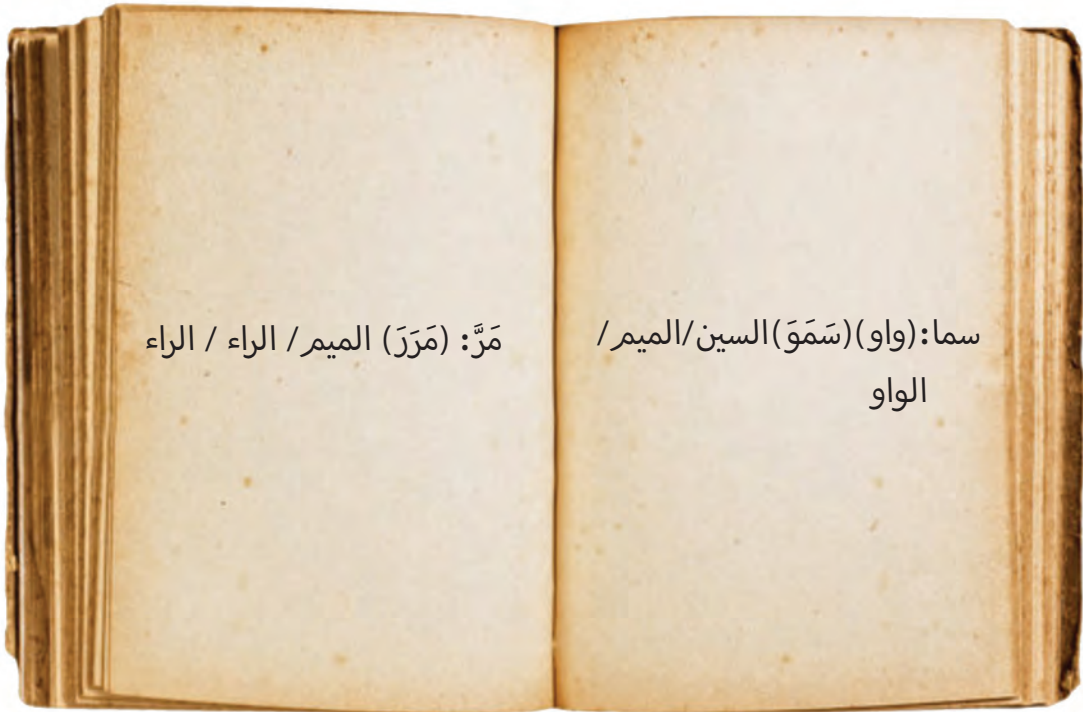 سما:(واو)(سَمَوَ)السين/الميم/
الواو
مَرَّ: (مَرَرَ) الميم/ الراء / الراء